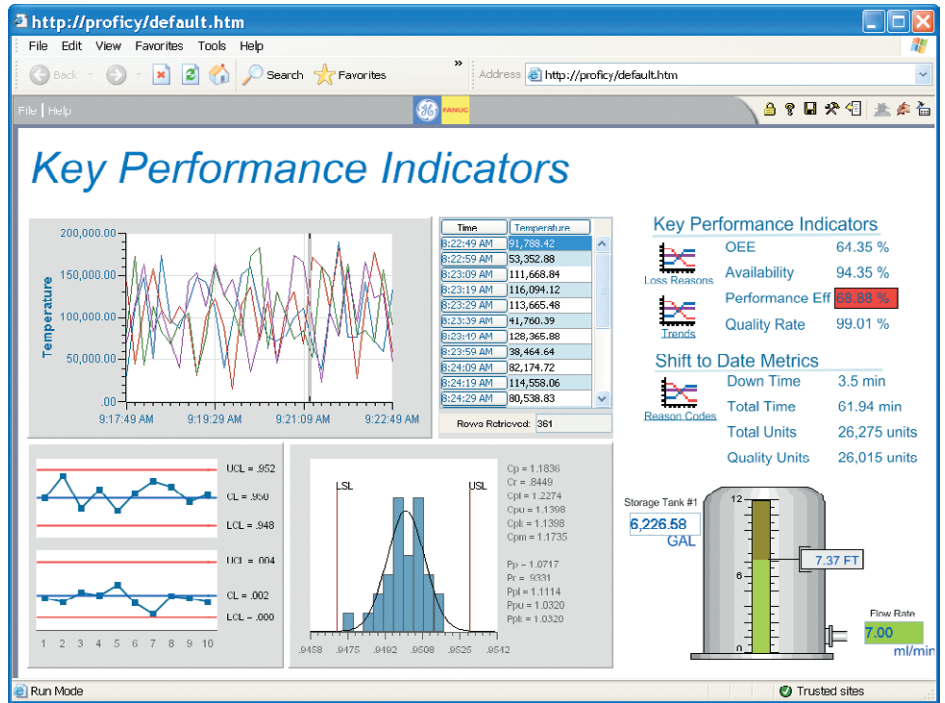 http://proficy/default.htm
File Edit View Favorites Tools Help
Back Search Favorites » Address http://proficy/default.htm
File | Help
GE FANUC
Key Performance Indicators
Temperature
200,000.00
150,000.00
100,000.00
50,000.00
.00
9:17:49 AM 9:19:29 AM 9:21:09 AM 9:22:49 AM
Time Temperature
8:22:49 AM 91,788.42
8:22:59 AM 53,352.88
8:23:09 AM 111,668.84
8:23:19 AM 116,094.12
8:23:29 AM 113,665.48
8:23:39 AM 41,760.39
8:23:49 AM 128,365.88
8:23:59 AM 38,464.64
8:24:09 AM 82,174.72
8:24:19 AM 114,558.06
8:24:29 AM 80,538.83
Rows Retrieved: 361
Key Performance Indicators
Loss Reasons
Trends
OEE 64.35 %
Availability 94.35 %
Performance Eff 68.88 %
Quality Rate 99.01 %
Shift to Date Metrics
Reason Codes
Down Time 3.5 min
Total Time 61.94 min
Total Units 26,275 units
Quality Units 26,015 units
UCL = .952
CL = .950
LCL = .948
UCL = .004
CL = .002
LCL = .000
1 2 3 4 5 6 7 8 9 10
LSL USL
.9458 .9475 .9492 .9508 .9525 .9542
Cp = 1.1836
Cr = .8449
Cpl = 1.2274
Cpu = 1.1398
Cpk = 1.1398
Cpm = 1.1735
Pp = 1.0717
Pr = .9331
Ppl = 1.1114
Ppu = 1.0320
Ppk = 1.0320
Storage Tank #1
6,226.58
GAL
12
6
0
7.37 FT
Flow Rate
7.00
ml/min
Run Mode Trusted sites